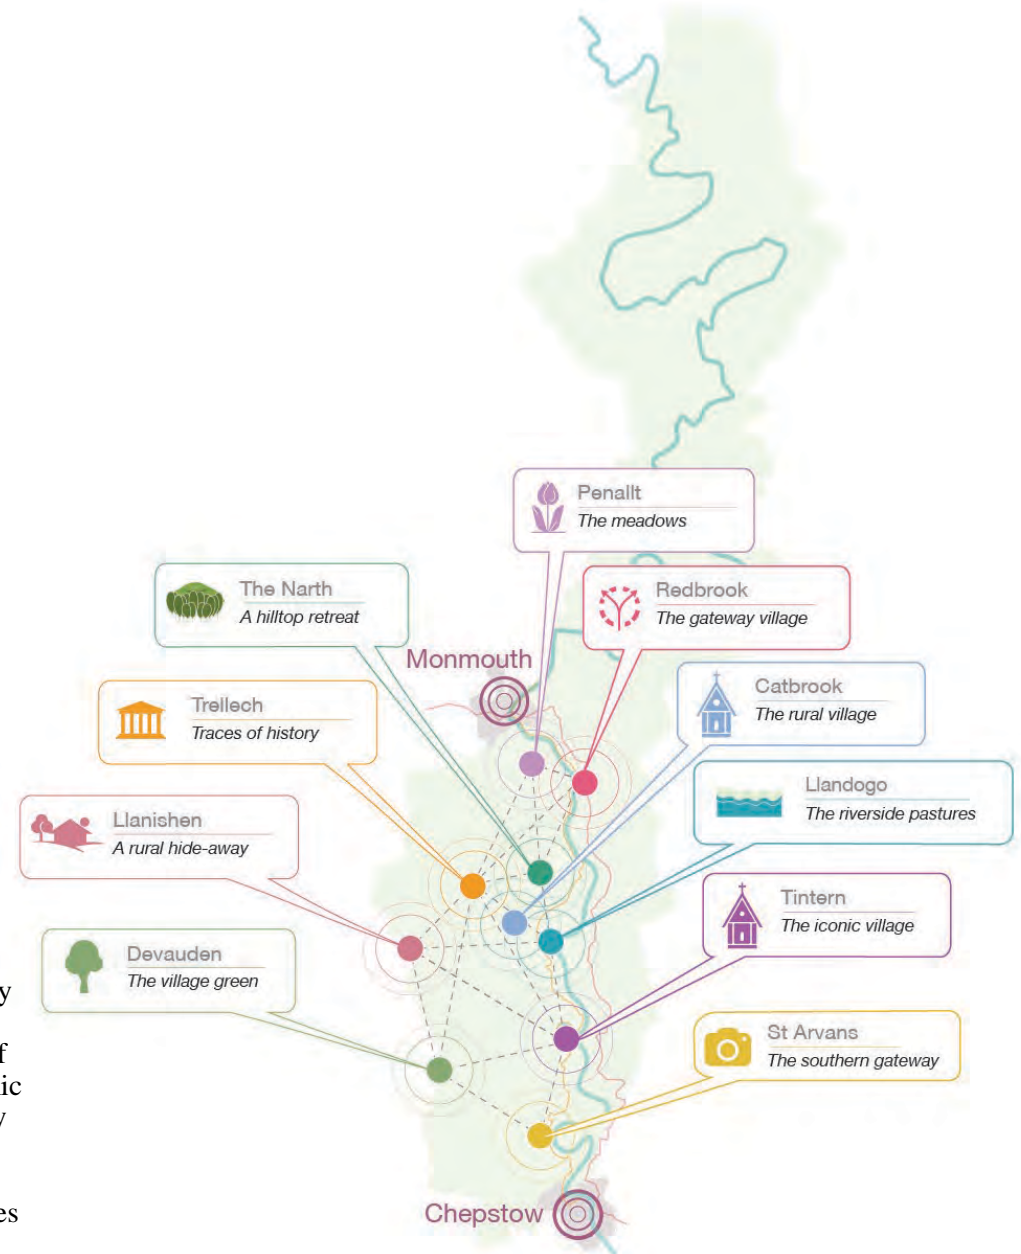 Penallt
The meadows
The Narth
A hilltop retreat
Redbrook
The gateway village
Monmouth
Catbrook
The rural village
Trellech
Traces of history
Llandogo
The riverside pastures
Llanishen
A rural hide-away
Tintern
The iconic village
Devauden
The village green
y
f
ic
y
St Arvans
The southern gateway
es
Chepstow